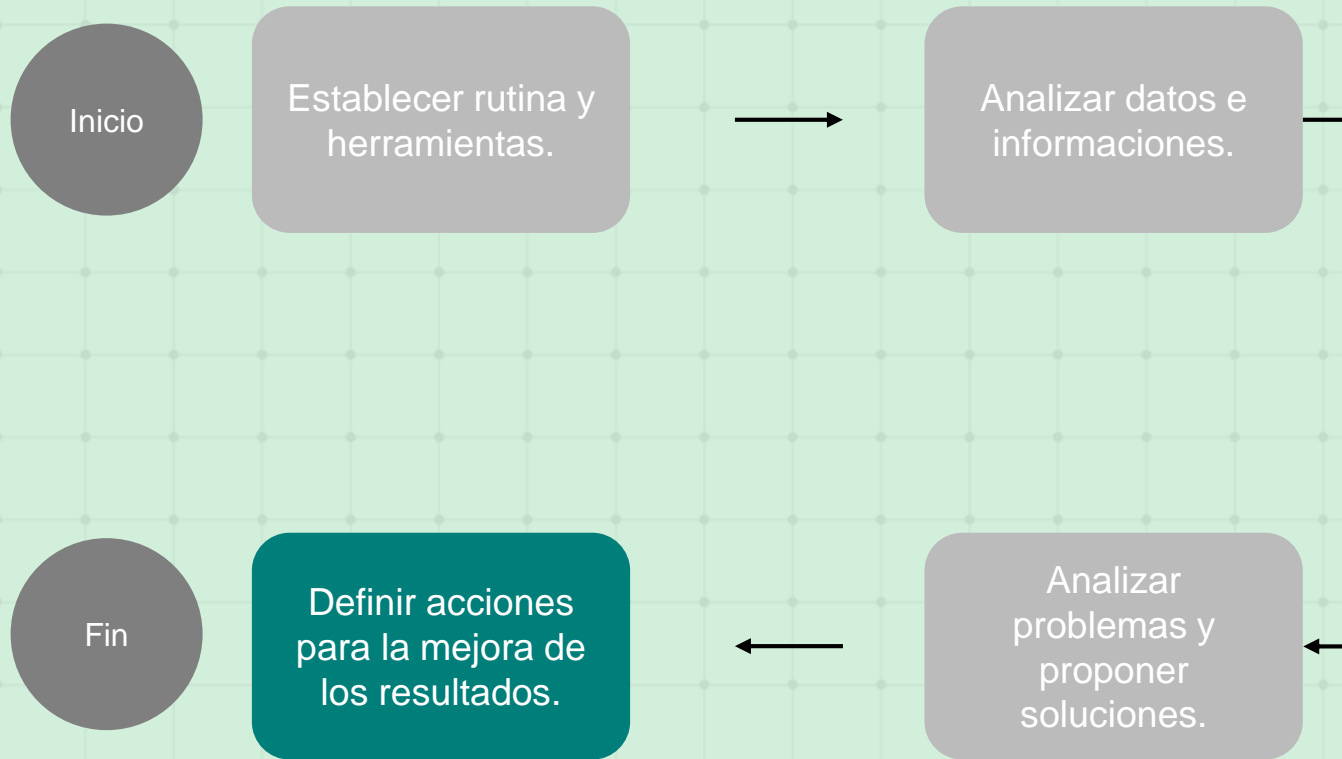 Inicio
Establecer rutina y
herramientas.
Analizar datos e
informaciones.
Fin
Definir acciones
para la mejora de
los resultados.
Analizar
problemas y
proponer
soluciones.